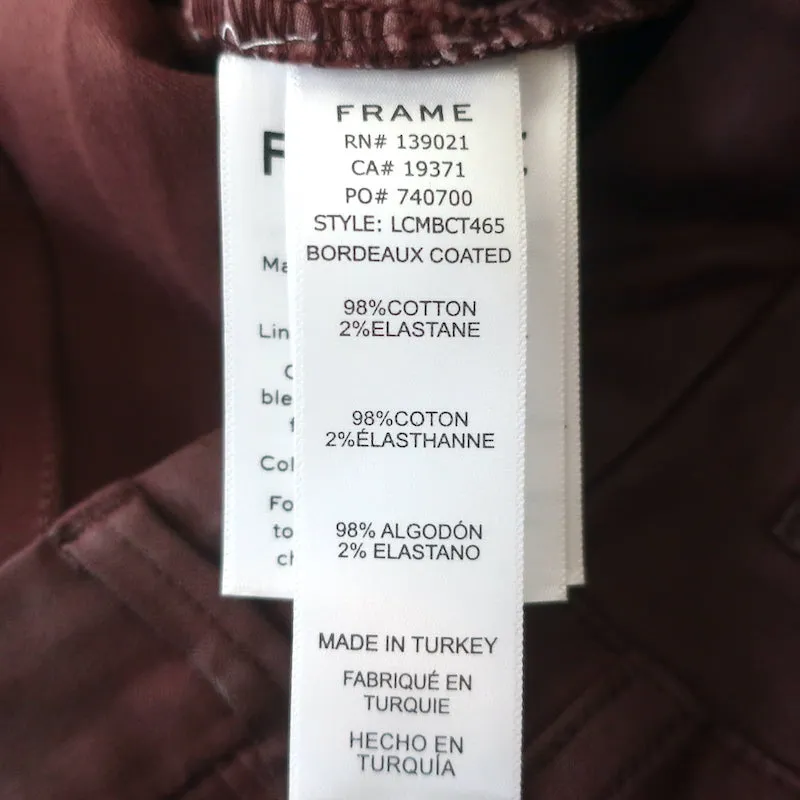 FRAME
RN# 139021
CA# 19371
PO# 740700
STYLE: LCMBCT465
BORDEAUX COATED
98%COTTON
2%ELASTANE
98%COTON
2%ÉLASTHANNE
98% ALGODÓN
2% ELASTANO
MADE IN TURKEY
FABRIQUÉ EN
TURQUIE
HECHO EN
TURQUÍA